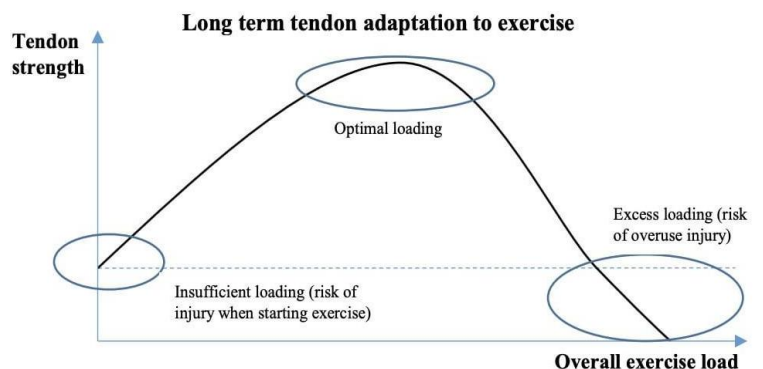 Long term tendon adaptation to exercise
Tendon
strength
Optimal loading
Excess loading (risk
of overuse injury)
Insufficient loading (risk of
injury when starting exercise)
Overall exercise load